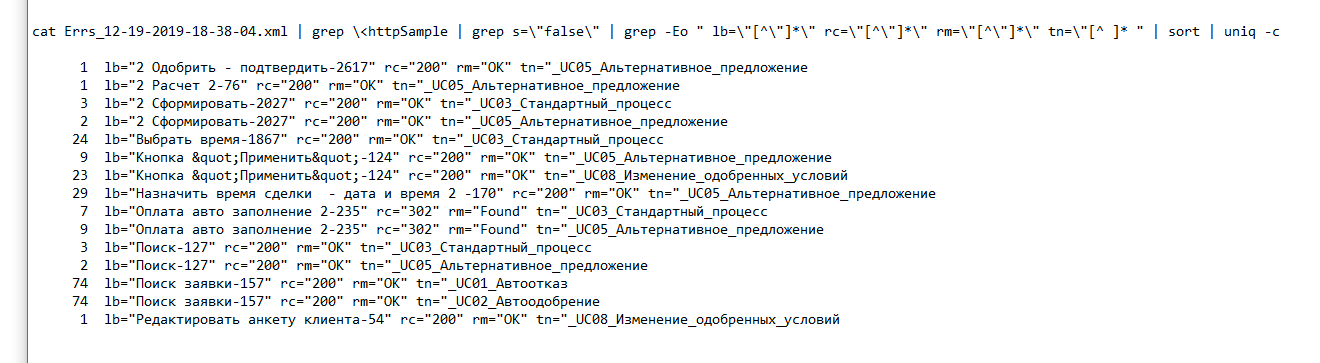 cat Errs_12-19-2019-18-38-04.xml | grep \<httpSample | grep s=\"false\" | grep -Eo " lb=\"[^\"]*\" rc=\"[^\"]*\" rm=\"[^\"]*\" tn=\"[^ ]* " | sort | uniq -c
1  lb="2 Одобрить - подтвердить-2617" rc="200" rm="OK" tn="_UC05_Альтернативное_предложение
1  lb="2 Расчет 2-76" rc="200" rm="OK" tn="_UC05_Альтернативное_предложение
3  lb="2 Сформировать-2027" rc="200" rm="OK" tn="_UC03_Стандартный_процесс
2  lb="2 Сформировать-2027" rc="200" rm="OK" tn="_UC05_Альтернативное_предложение
24  lb="Выбрать время-1867" rc="200" rm="OK" tn="_UC03_Стандартный_процесс
9  lb="Кнопка &quot;Применить&quot;-124" rc="200" rm="OK" tn="_UC05_Альтернативное_предложение
23  lb="Кнопка &quot;Применить&quot;-124" rc="200" rm="OK" tn="_UC08_Изменение_одобренных_условий
29  lb="Назначить время сделки  - дата и время 2 -170" rc="200" rm="OK" tn="_UC05_Альтернативное_предложение
7  lb="Оплата авто заполнение 2-235" rc="302" rm="Found" tn="_UC03_Стандартный_процесс
9  lb="Оплата авто заполнение 2-235" rc="302" rm="Found" tn="_UC05_Альтернативное_предложение
3  lb="Поиск-127" rc="200" rm="OK" tn="_UC03_Стандартный_процесс
2  lb="Поиск-127" rc="200" rm="OK" tn="_UC05_Альтернативное_предложение
74  lb="Поиск заявки-157" rc="200" rm="OK" tn="_UC01_Автоотказ
74  lb="Поиск заявки-157" rc="200" rm="OK" tn="_UC02_Автоодобрение
1  lb="Редактировать анкету клиента-54" rc="200" rm="OK" tn="_UC08_Изменение_одобренных_условий